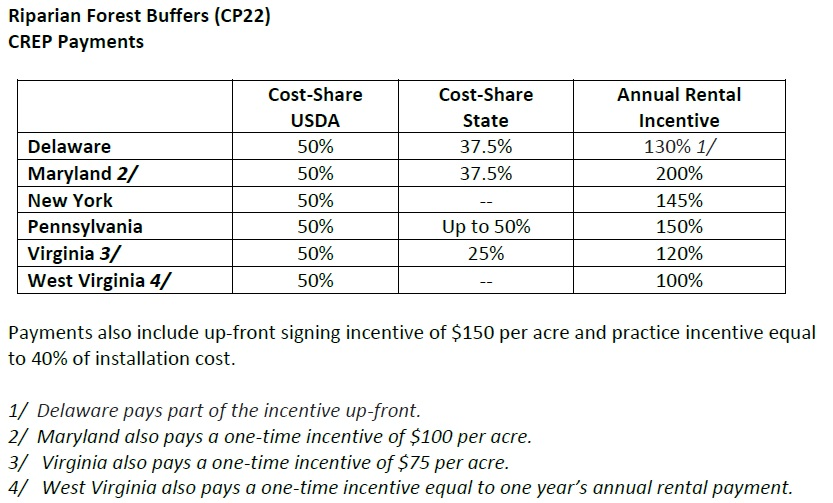 Riparian Forest Buffers (CP22)
CREP Payments
Cost-Share USDA Cost-Share State Annual Rental Incentive
Delaware 50% 37.5% 130% 1/
Maryland 2/ 50% 37.5% 200%
New York 50% -- 145%
Pennsylvania 50% Up to 50% 150%
Virginia 3/ 50% 25% 120%
West Virginia 4/ 50% -- 100%
Payments also include up-front signing incentive of $150 per acre and practice incentive equal
to 40% of installation cost.
1/ Delaware pays part of the incentive up-front.
2/ Maryland also pays a one-time incentive of $100 per acre.
3/ Virginia also pays a one-time incentive of $75 per acre.
4/ West Virginia also pays a one-time incentive equal to one year's annual rental payment.